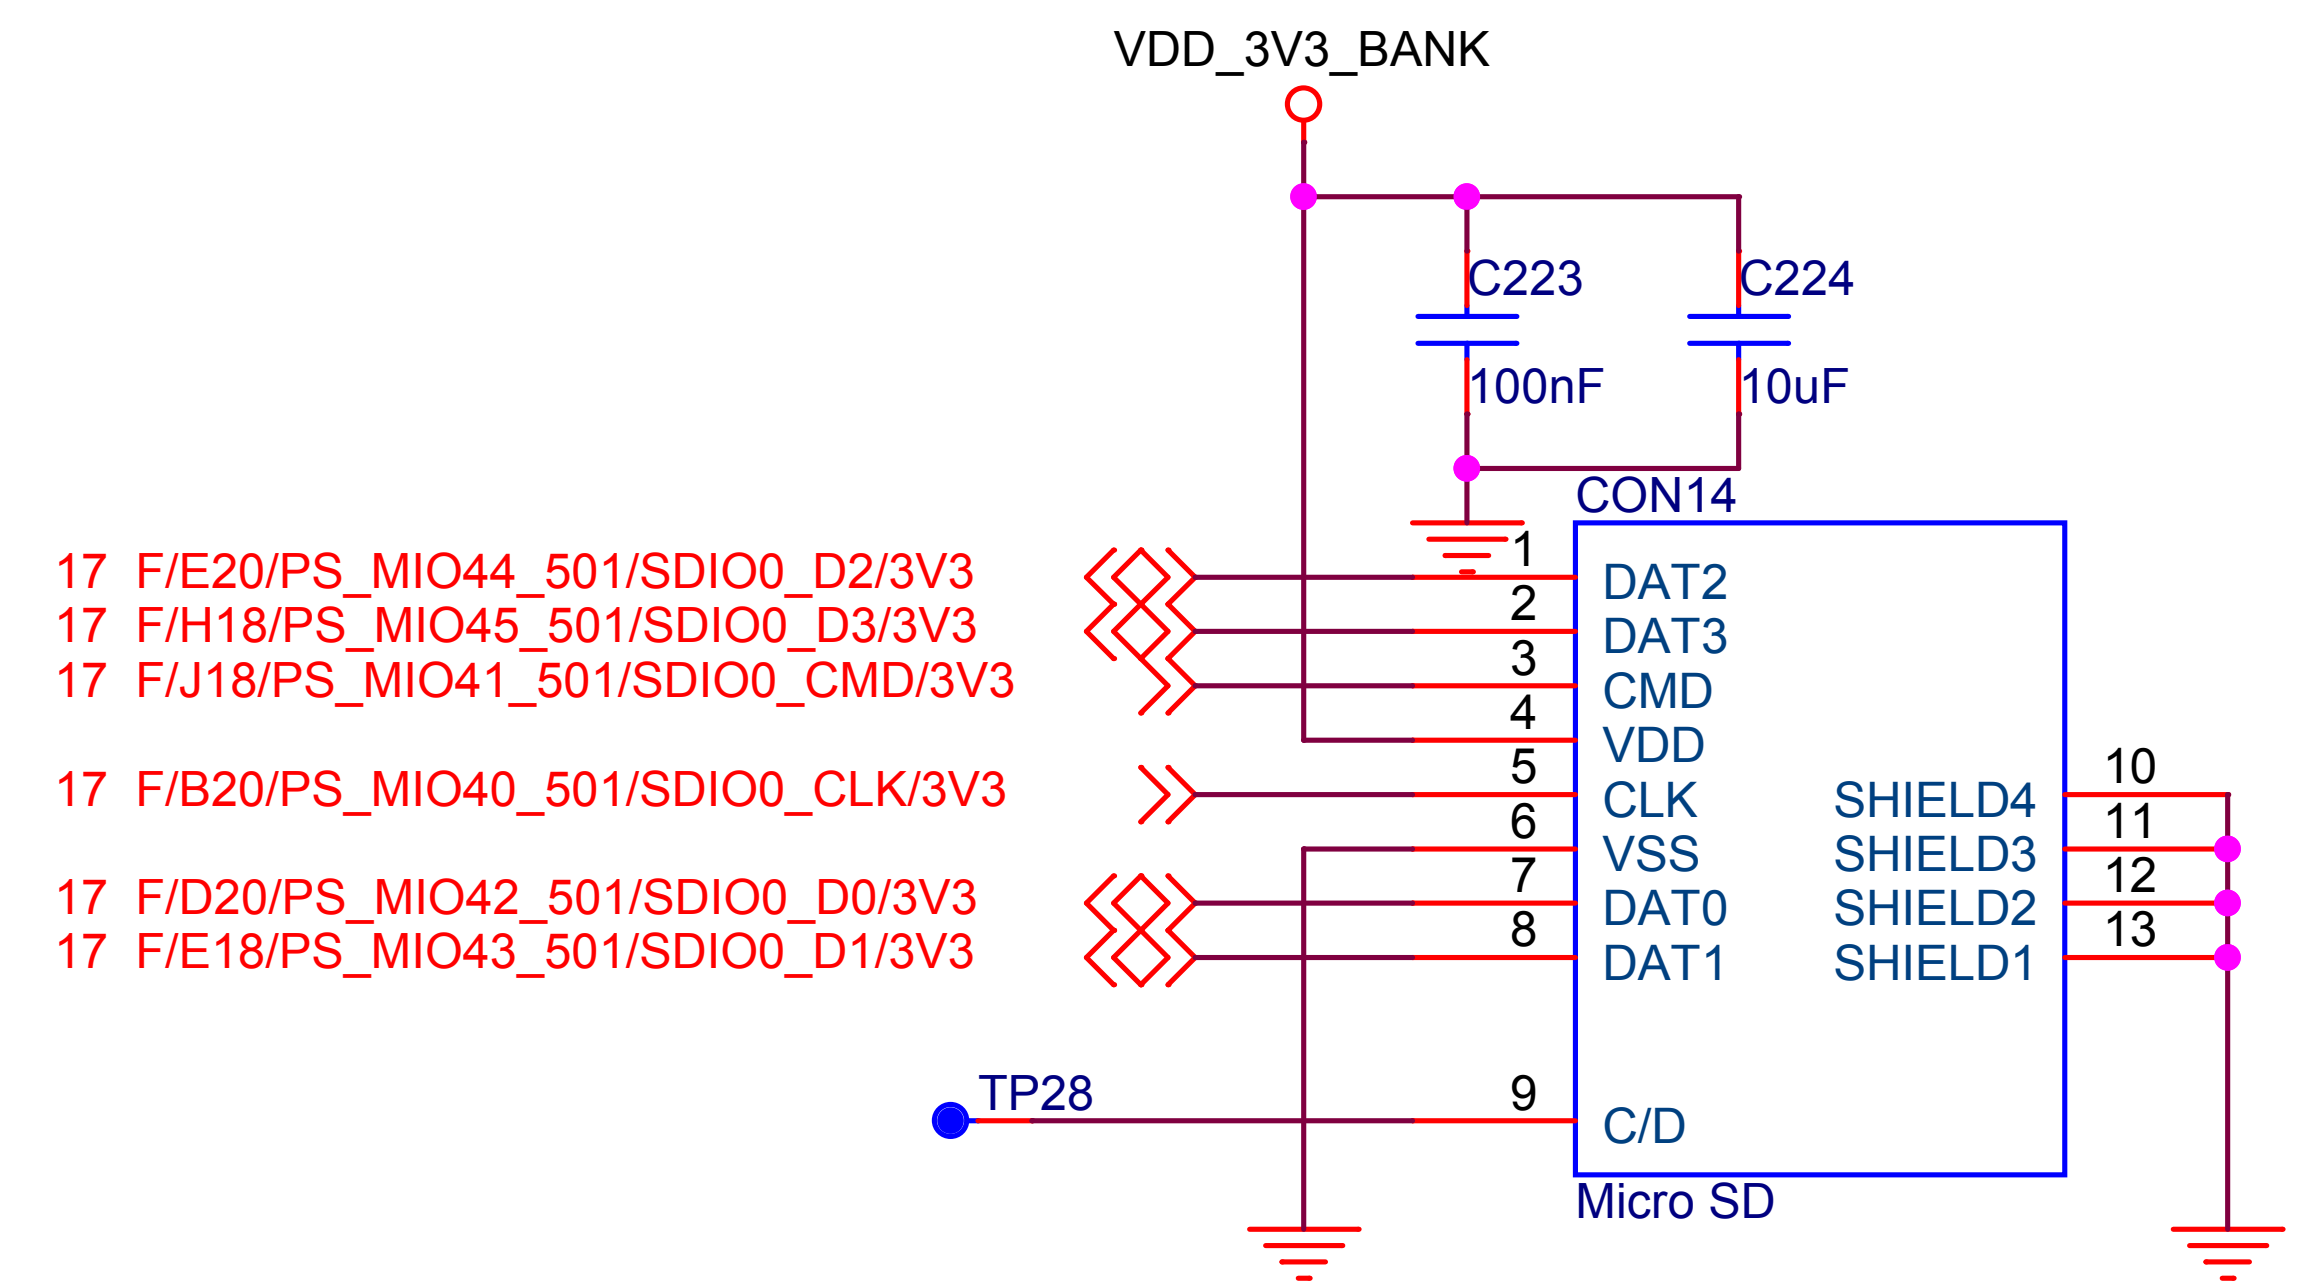 VDD_3V3_BANK
C223
C224
100nF
10uF
CON14
17 F/E20/PS_MIO44_501/SDIO0_D2/3V3
1
DAT2
17 F/H18/PS_MIO45_501/SDIO0_D3/3V3
2
DAT3
17 F/J18/PS_MIO41_501/SDIO0_CMD/3V3
3
CMD
4
VDD
17 F/B20/PS_MIO40_501/SDIO0_CLK/3V3
5
CLK
SHIELD4
10
6
VSS
SHIELD3
11
17 F/D20/PS_MIO42_501/SDIO0_D0/3V3
7
DAT0
SHIELD2
12
17 F/E18/PS_MIO43_501/SDIO0_D1/3V3
8
DAT1
SHIELD1
13
TP28
9
C/D
Micro SD